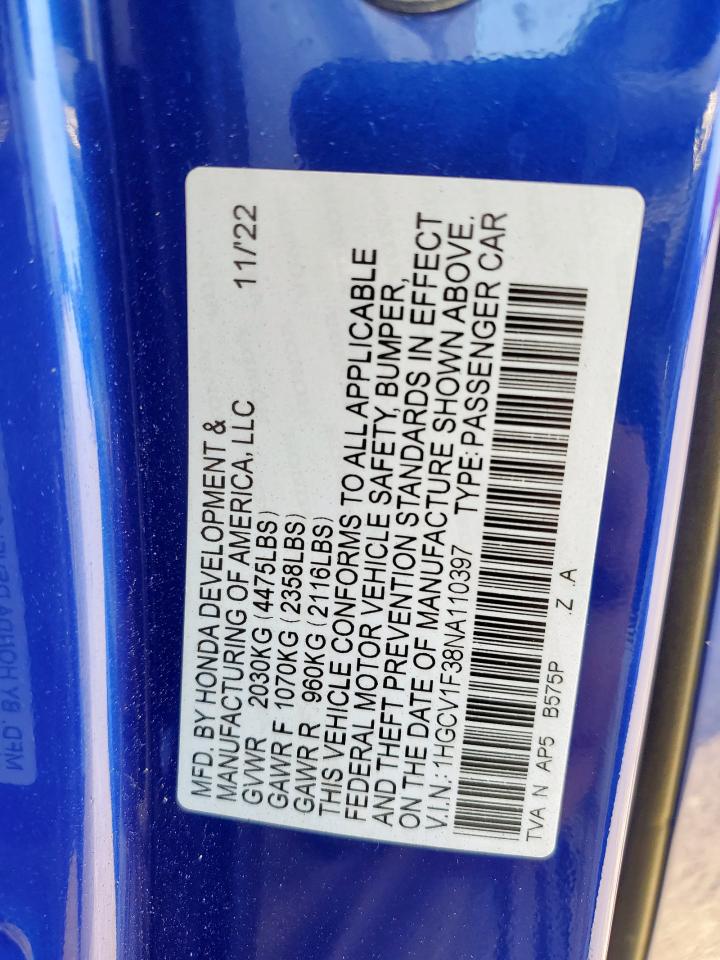 MFD. BY HONDA DEVELOPMENT &
MANUFACTURING OF AMERICA, LLC 11/'22
GVWR 2030KG (4475LBS)
GAWR F 1070KG (2358LBS)
GAWR R 960KG (2116LBS)
THIS VEHICLE CONFORMS TO ALL APPLICABLE
FEDERAL MOTOR VEHICLE SAFETY, BUMPER,
AND THEFT PREVENTION STANDARDS IN EFFECT
ON THE DATE OF MANUFACTURE SHOWN ABOVE.
V.I.N.: 1HGCV1F38NA110397 TYPE: PASSENGER CAR
TVA N AP5 B575P .Z .A